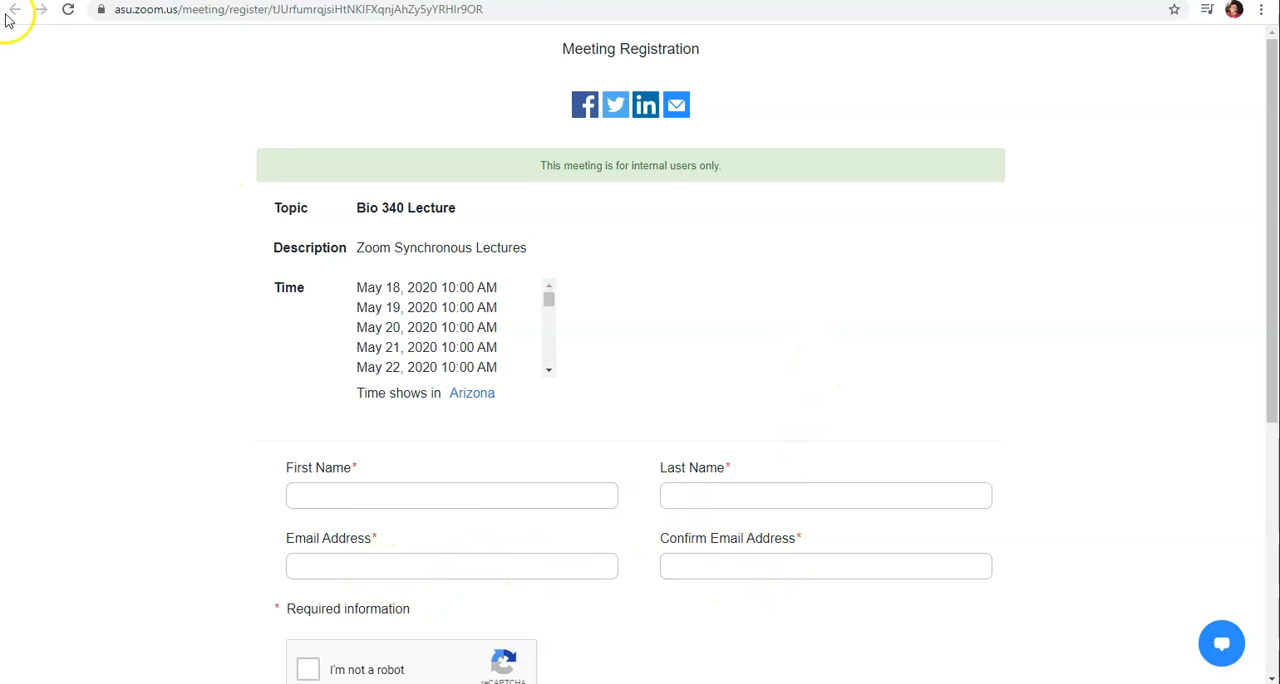 asu.zoom.us/meeting/register/tJUrfumrqjsiHtNKIFXqnjAhZy5yYRHIr9OR
Meeting Registration
This meeting is for internal users only.
Topic Bio 340 Lecture
Description Zoom Synchronous Lectures
Time May 18, 2020 10:00 AM
May 19, 2020 10:00 AM
May 20, 2020 10:00 AM
May 21, 2020 10:00 AM
May 22, 2020 10:00 AM
Time shows in Arizona
First Name* Last Name*
Email Address* Confirm Email Address*
* Required information
I'm not a robot
reCAPTCHA